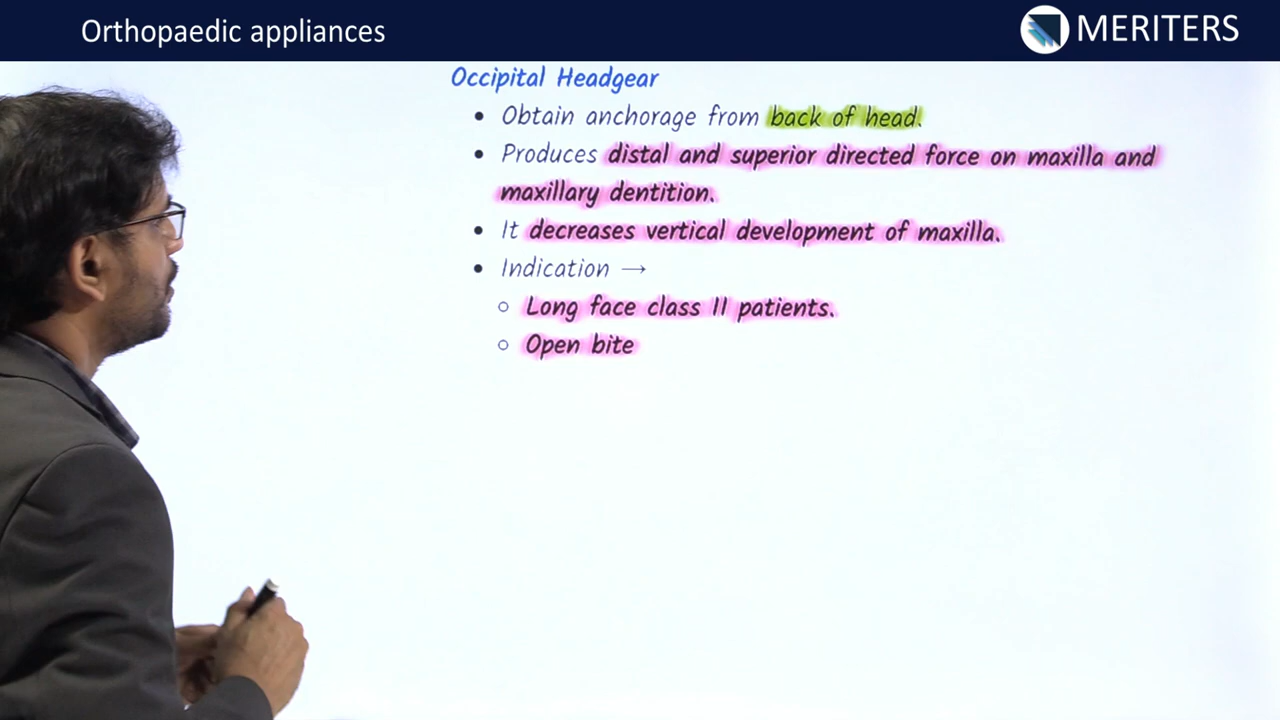 Orthopaedic appliances
MERITERS
Occipital Headgear
• Obtain anchorage from back of head.
• Produces distal and superior directed force on maxilla and
maxillary dentition.
• It decreases vertical development of maxilla.
• Indication →
○ Long face class II patients.
○ Open bite